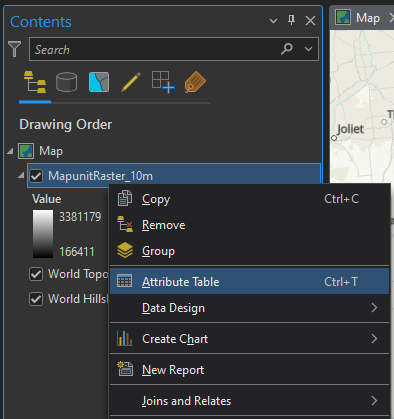 Contents
Map
Search
Drawing Order
Map
MapunitRaster_10m
Value
3381179
166411
World Topo
World Hillsh
Joliet
Copy Ctrl+C
Remove
Group
Attribute Table Ctrl+T
Data Design
Create Chart
New Report
Joins and Relates